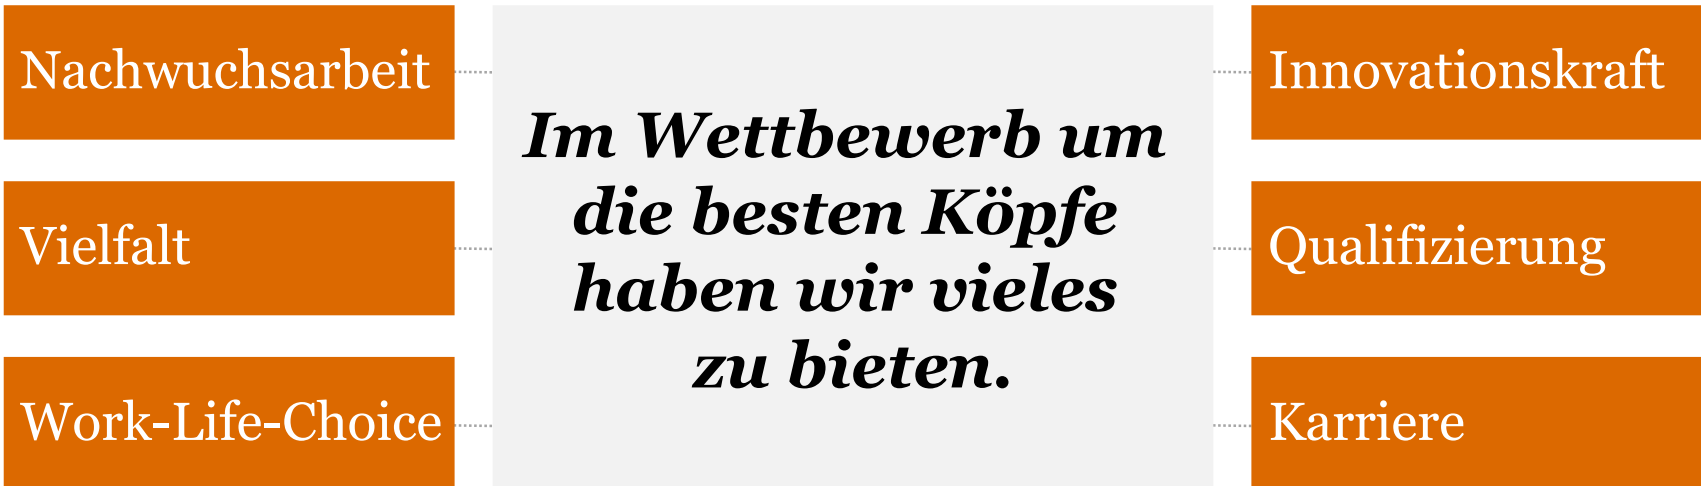 Nachwuchsarbeit
Vielfalt
Work-Life-Choice
Im Wettbewerb um
die besten Köpfe
haben wir vieles
zu bieten.
Innovationskraft
Qualifizierung
Karriere